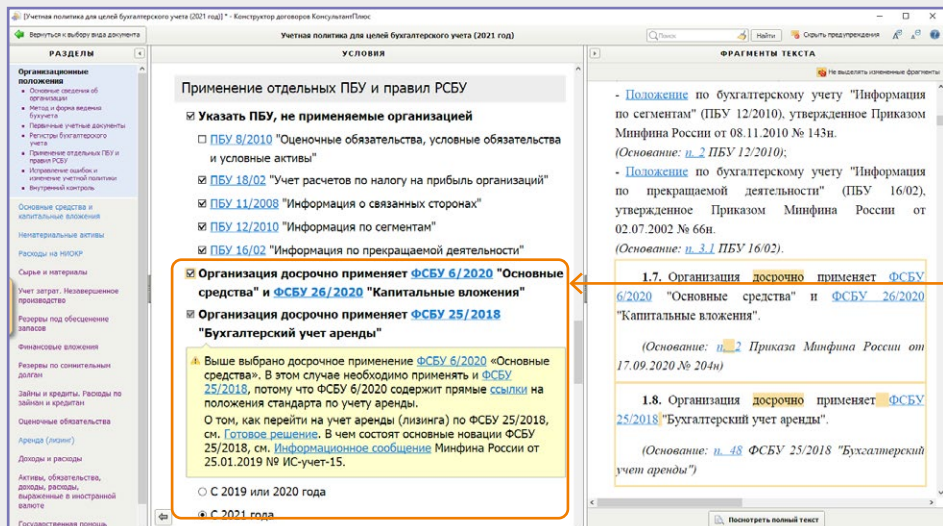 [Учетная политика для целей бухгалтерского учета (2021 год)] * - Конструктор договоров КонсультантПлюс
Вернуться к выбору вида документа
Учетная политика для целей бухгалтерского учета (2021 год)
Поиск
Найти
Скрыть предупреждения
РАЗДЕЛЫ
Организационные
положения
Основные сведения об
организации
Метод и форма ведения
бухучета
Первичные учетные документы
Регистры бухгалтерского
учета
Применение отдельных ПБУ и
правил РСБУ
Исправление ошибок и
изменение учетной политики
Внутренний контроль
Основные средства и
капитальные вложения
Нематериальные активы
Расходы на НИОКР
Сырье и материалы
Учет затрат. Незавершенное
производство
Резервы под обесценение
запасов
Финансовые вложения
Резервы по сомнительным
долгам
Займы и кредиты. Расходы по
займам и кредитам
Оценочные обязательства
Аренда (лизинг)
Доходы и расходы
Активы, обязательства,
доходы, расходы,
выраженные в иностранной
валюте
Государственная помощь
УСЛОВИЯ
Применение отдельных ПБУ и правил РСБУ
Указать ПБУ, не применяемые организацией
ПБУ 8/2010 "Оценочные обязательства, условные обязательства
и условные активы"
ПБУ 18/02 "Учет расчетов по налогу на прибыль организаций"
ПБУ 11/2008 "Информация о связанных сторонах"
ПБУ 12/2010 "Информация по сегментам"
ПБУ 16/02 "Информация по прекращаемой деятельности"
Организация досрочно применяет ФСБУ 6/2020 "Основные
средства" и ФСБУ 26/2020 "Капитальные вложения"
Организация досрочно применяет ФСБУ 25/2018
"Бухгалтерский учет аренды"
Выше выбрано досрочное применение ФСБУ 6/2020 «Основные
средства». В этом случае необходимо применять и ФСБУ
25/2018, потому что ФСБУ 6/2020 содержит прямые ссылки на
положения стандарта по учету аренды.
О том, как перейти на учет аренды (лизинга) по ФСБУ 25/2018,
см. Готовое решение. В чем состоят основные новации ФСБУ
25/2018, см. Информационное сообщение Минфина России от
25.01.2019 № ИС-учет-15.
С 2019 или 2020 года
С 2021 года
ФРАГМЕНТЫ ТЕКСТА
Не выделять измененные фрагменты
- Положение по бухгалтерскому учету "Информация
по сегментам" (ПБУ 12/2010), утвержденное Приказом
Минфина России от 08.11.2010 № 143н.
(Основание: п. 2 ПБУ 12/2010);
- Положение по бухгалтерскому учету "Информация
по прекращаемой деятельности" (ПБУ 16/02),
утвержденное Приказом Минфина России от
02.07.2002 № 66н.
(Основание: п. 3.1 ПБУ 16/02).
1.7. Организация досрочно применяет ФСБУ
6/2020 "Основные средства" и ФСБУ 26/2020
"Капитальные вложения".
(Основание: п. 2 Приказа Минфина России от
17.09.2020 № 204н)
1.8. Организация досрочно применяет ФСБУ
25/2018 "Бухгалтерский учет аренды".
(Основание: п. 48 ФСБУ 25/2018 "Бухгалтерский
учет аренды")
Посмотреть полный текст